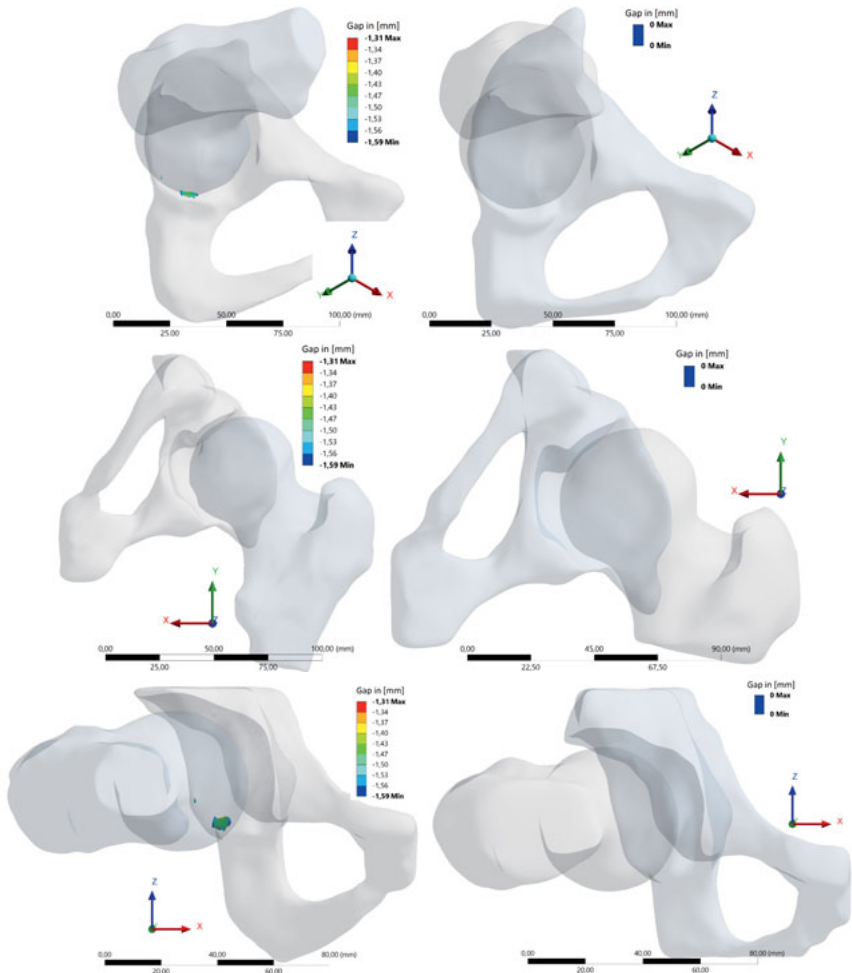 Gap in [mm]
-1,31 Max
-1,34
-1,37
-1,40
-1,43
-1,47
-1,50
-1,53
-1,56
-1,59 Min
Z
Y
X
0,00 50,00 100,00 (mm)
25,00 75,00
Gap in [mm]
0 Max
0 Min
Z
Y
X
0,00 50,00 100,00 (mm)
25,00 75,00
Gap in [mm]
-1,31 Max
-1,34
-1,37
-1,40
-1,43
-1,47
-1,50
-1,53
-1,56
-1,59 Min
Y
X Z
0,00 50,00 100,00 (mm)
25,00 75,00
Gap in [mm]
0 Max
0 Min
Y
X Z
0,00 45,00 90,00 (mm)
22,50 67,50
Gap in [mm]
-1,31 Max
-1,34
-1,37
-1,40
-1,43
-1,47
-1,50
-1,53
-1,56
-1,59 Min
Z
X
0,00 40,00 80,00 (mm)
20,00 60,00
Gap in [mm]
0 Max
0 Min
Z
X
0,00 40,00 80,00 (mm)
20,00 60,00